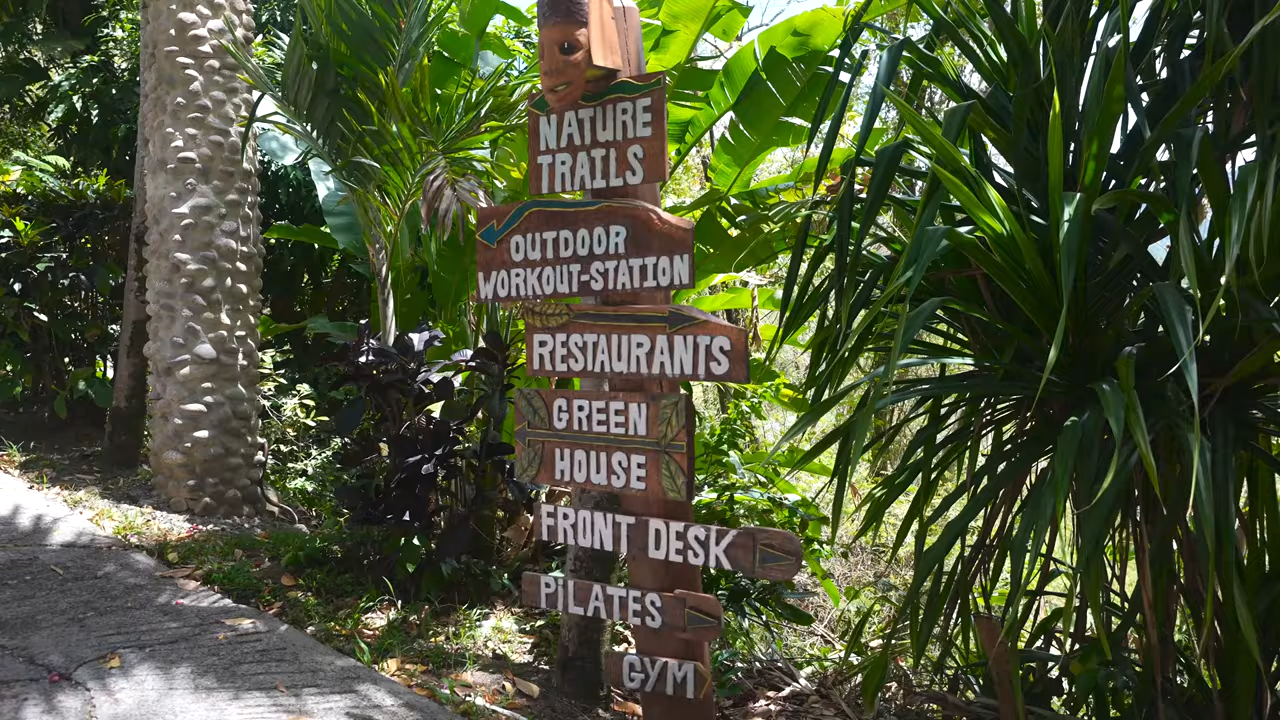 NATURE
TRAILS
OUTDOOR
WORKOUT-STATION
RESTAURANTS
GREEN
HOUSE
FRONT DESK
PiLATES
GYM